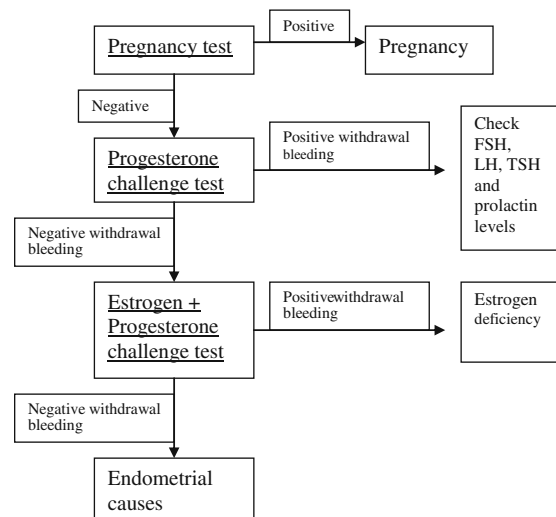 Pregnancy test
Positive
Pregnancy
Negative
Progesterone
challenge test
Positive withdrawal
bleeding
Check
FSH,
LH, TSH
and
prolactin
levels
Negative withdrawal
bleeding
Estrogen +
Progesterone
challenge test
Positivewithdrawal
bleeding
Estrogen
deficiency
Negative withdrawal
bleeding
Endometrial
causes